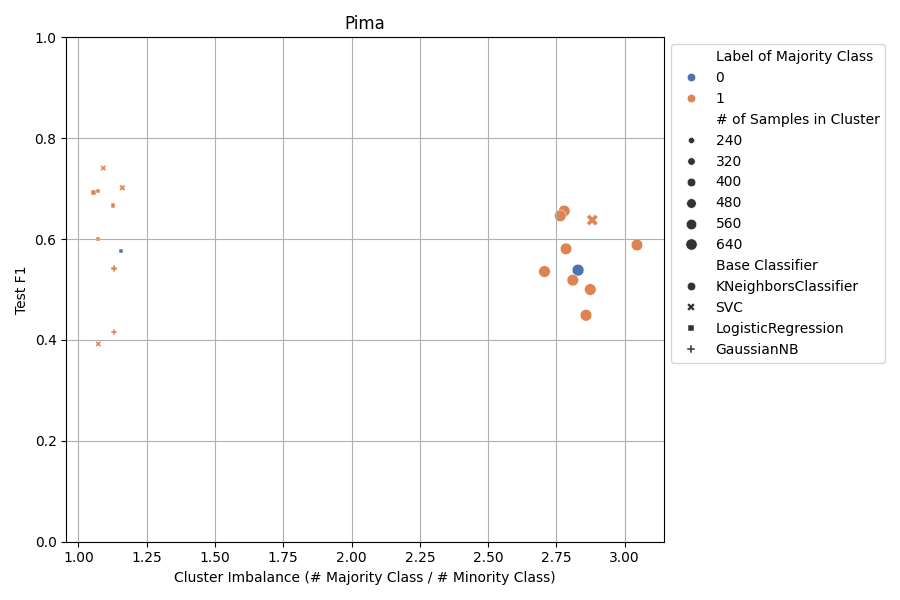 Pima
1.0
0.8
0.6
0.4
0.2
0.0
Test F1
1.00
1.25
1.50
1.75
2.00
2.25
2.50
2.75
3.00
Cluster Imbalance (# Majority Class / # Minority Class)
Label of Majority Class
0
1
# of Samples in Cluster
240
320
400
480
560
640
Base Classifier
KNeighborsClassifier
SVC
LogisticRegression
GaussianNB